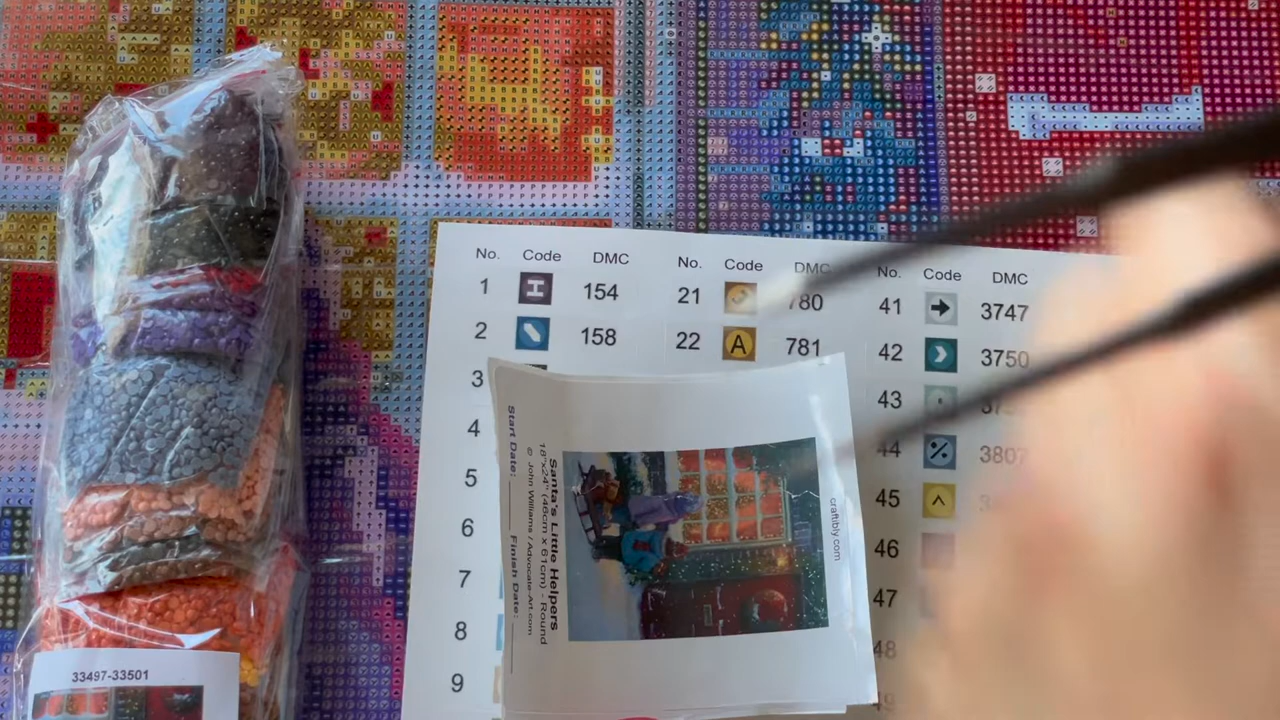 No. Code DMC No. Code DMC No. Code DMC
1 154 21 780 41 3747
2 158 22 A 781 42 3750
3 43
4 44 3807
5 45
6 46
7 47
8 48
9
Santa's Little Helpers
18"x24" (46cm x 61cm) - Round
© John Williams / Advocate-Art.com
Start Date: Finish Date:
craftibly.com
33497-33501